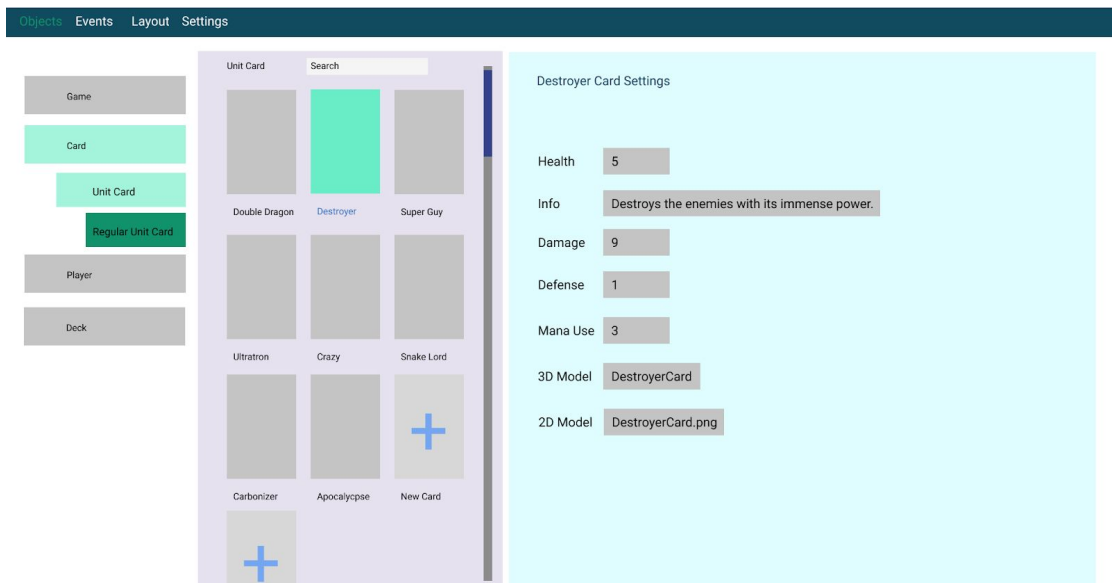 Objects Events Layout Settings
Game
Card
Unit Card
Regular Unit Card
Player
Deck
Unit Card Search
Double Dragon Destroyer Super Guy
Ultratron Crazy Snake Lord
Carbonizer Apocalycpse New Card
Destroyer Card Settings
Health 5
Info Destroys the enemies with its immense power.
Damage 9
Defense 1
Mana Use 3
3D Model DestroyerCard
2D Model DestroyerCard.png